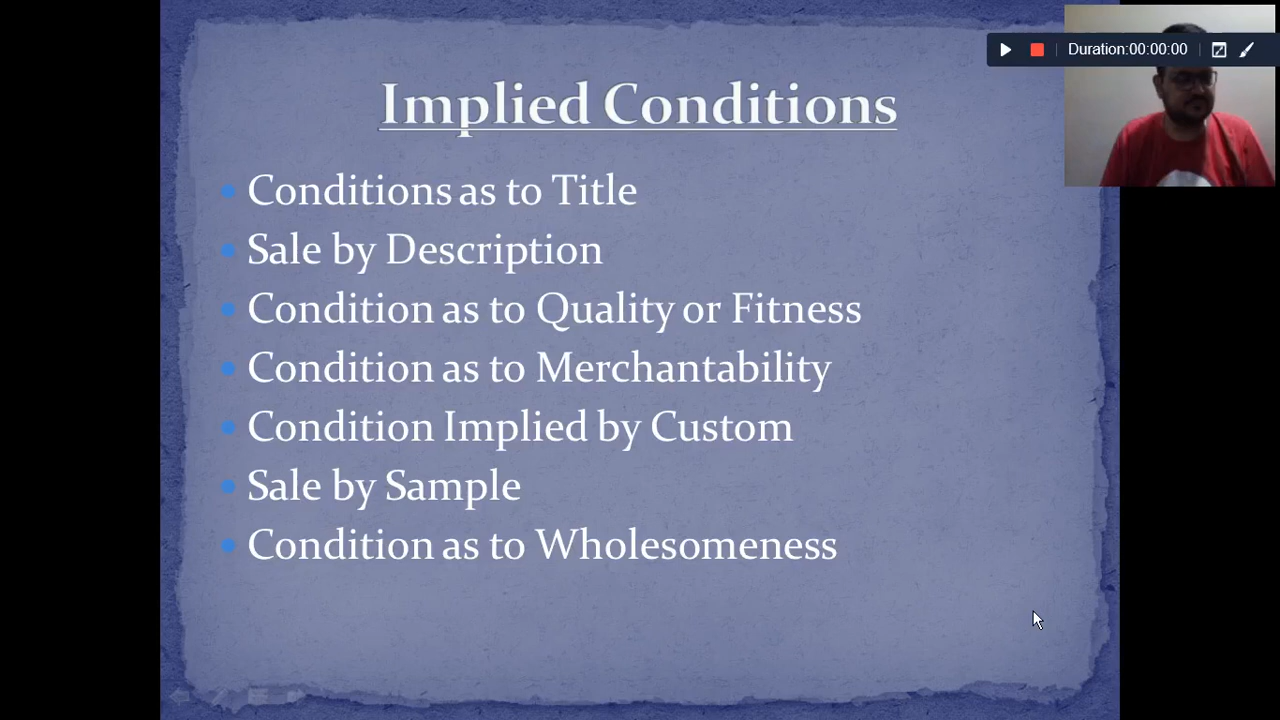 Duration:00:00:00
Implied Conditions
Conditions as to Title
Sale by Description
Condition as to Quality or Fitness
Condition as to Merchantability
Condition Implied by Custom
Sale by Sample
Condition as to Wholesomeness